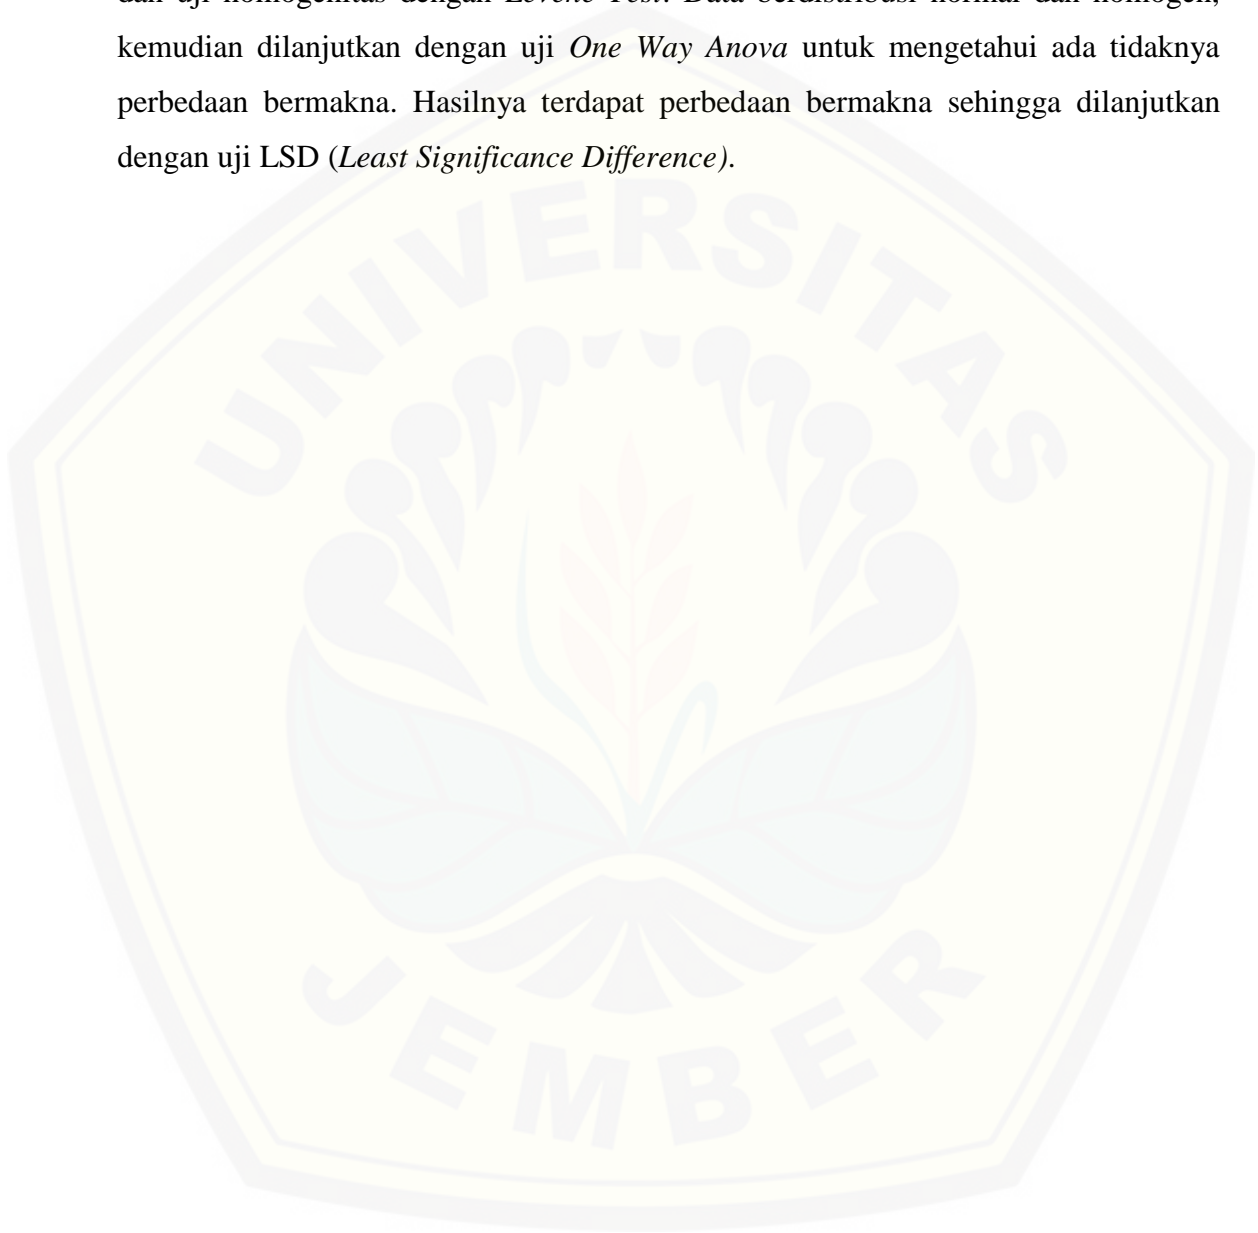 dan uji homogenitas dengan Levene Test. Data berdistribusi normal dan homogen,
kemudian dilanjutkan dengan uji One Way Anova untuk mengetahui ada tidaknya
perbedaan bermakna. Hasilnya terdapat perbedaan bermakna sehingga dilanjutkan
dengan uji LSD (Least Significance Difference).
UNIVERSITAS
JEMBER